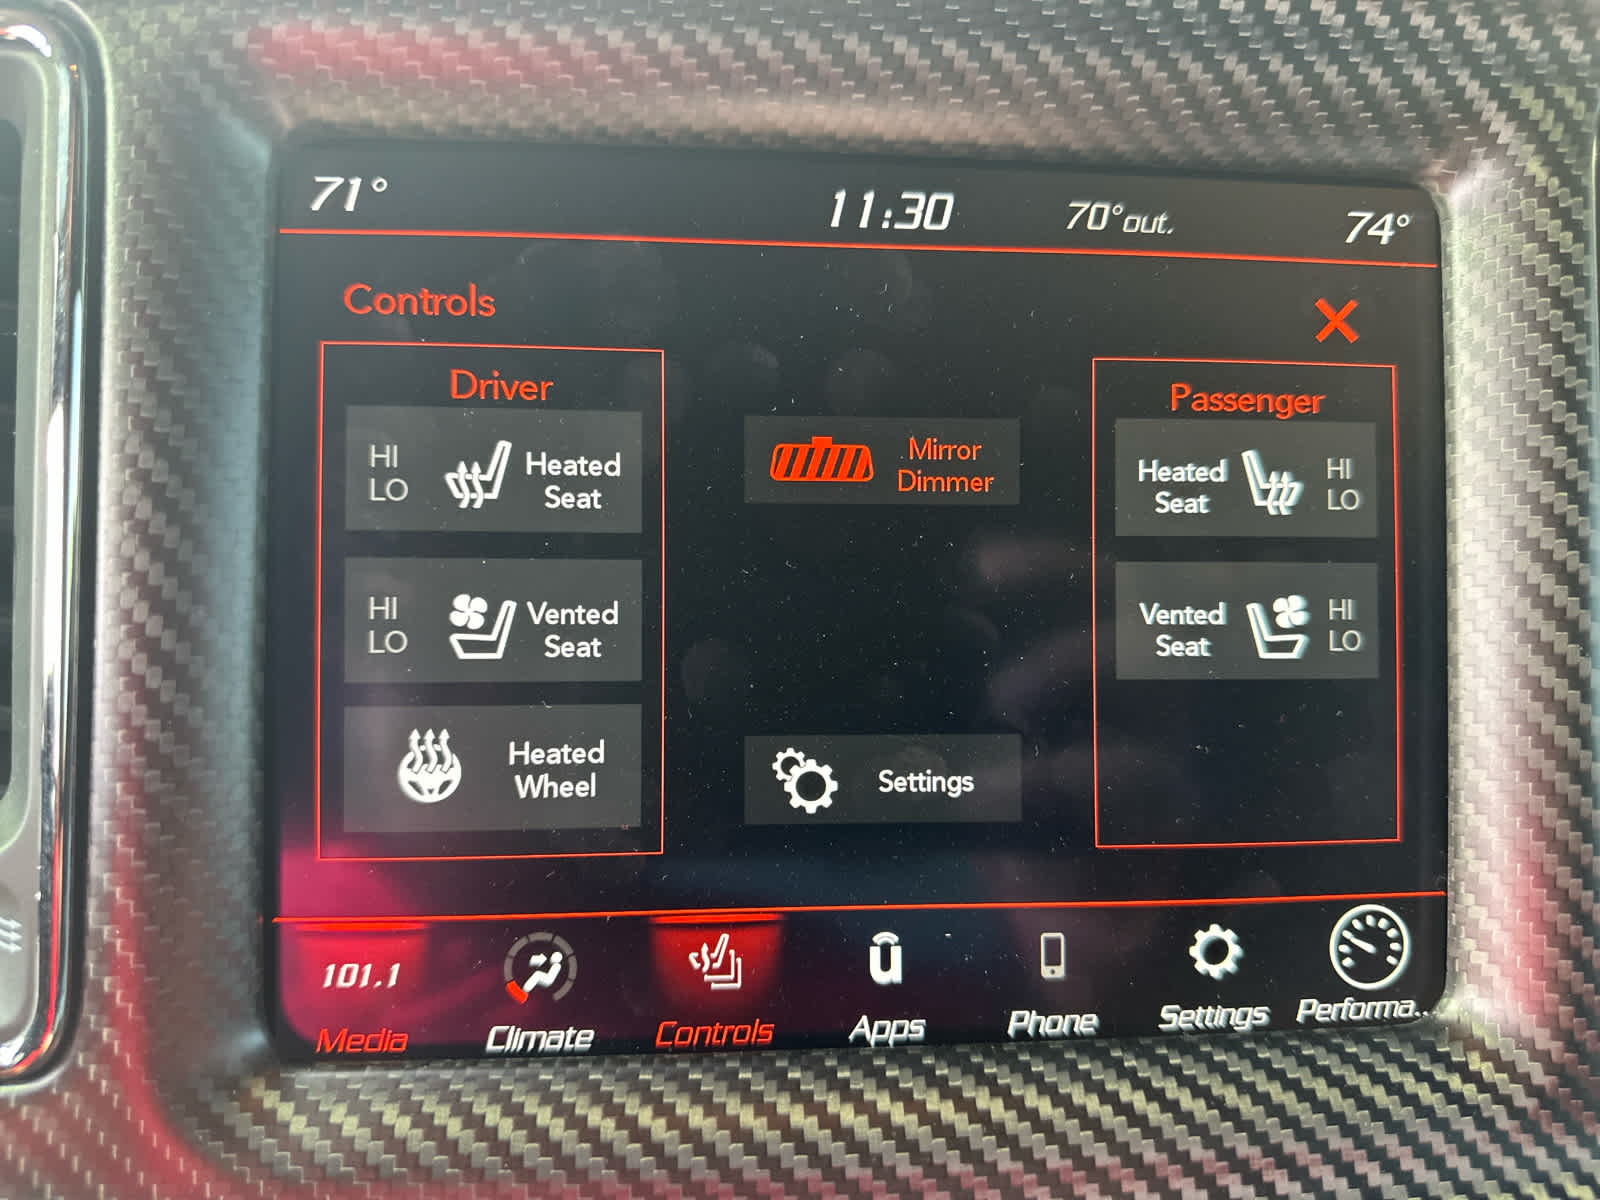 71°
11:30
70°out.
74°
Controls
Driver
HI
LO
Heated
Seat
HI
LO
Vented
Seat
Heated
Wheel
Mirror
Dimmer
Settings
Passenger
Heated
Seat
HI
LO
Vented
Seat
HI
LO
101.1
Media
Climate
Controls
Apps
Phone
Settings
Performa..